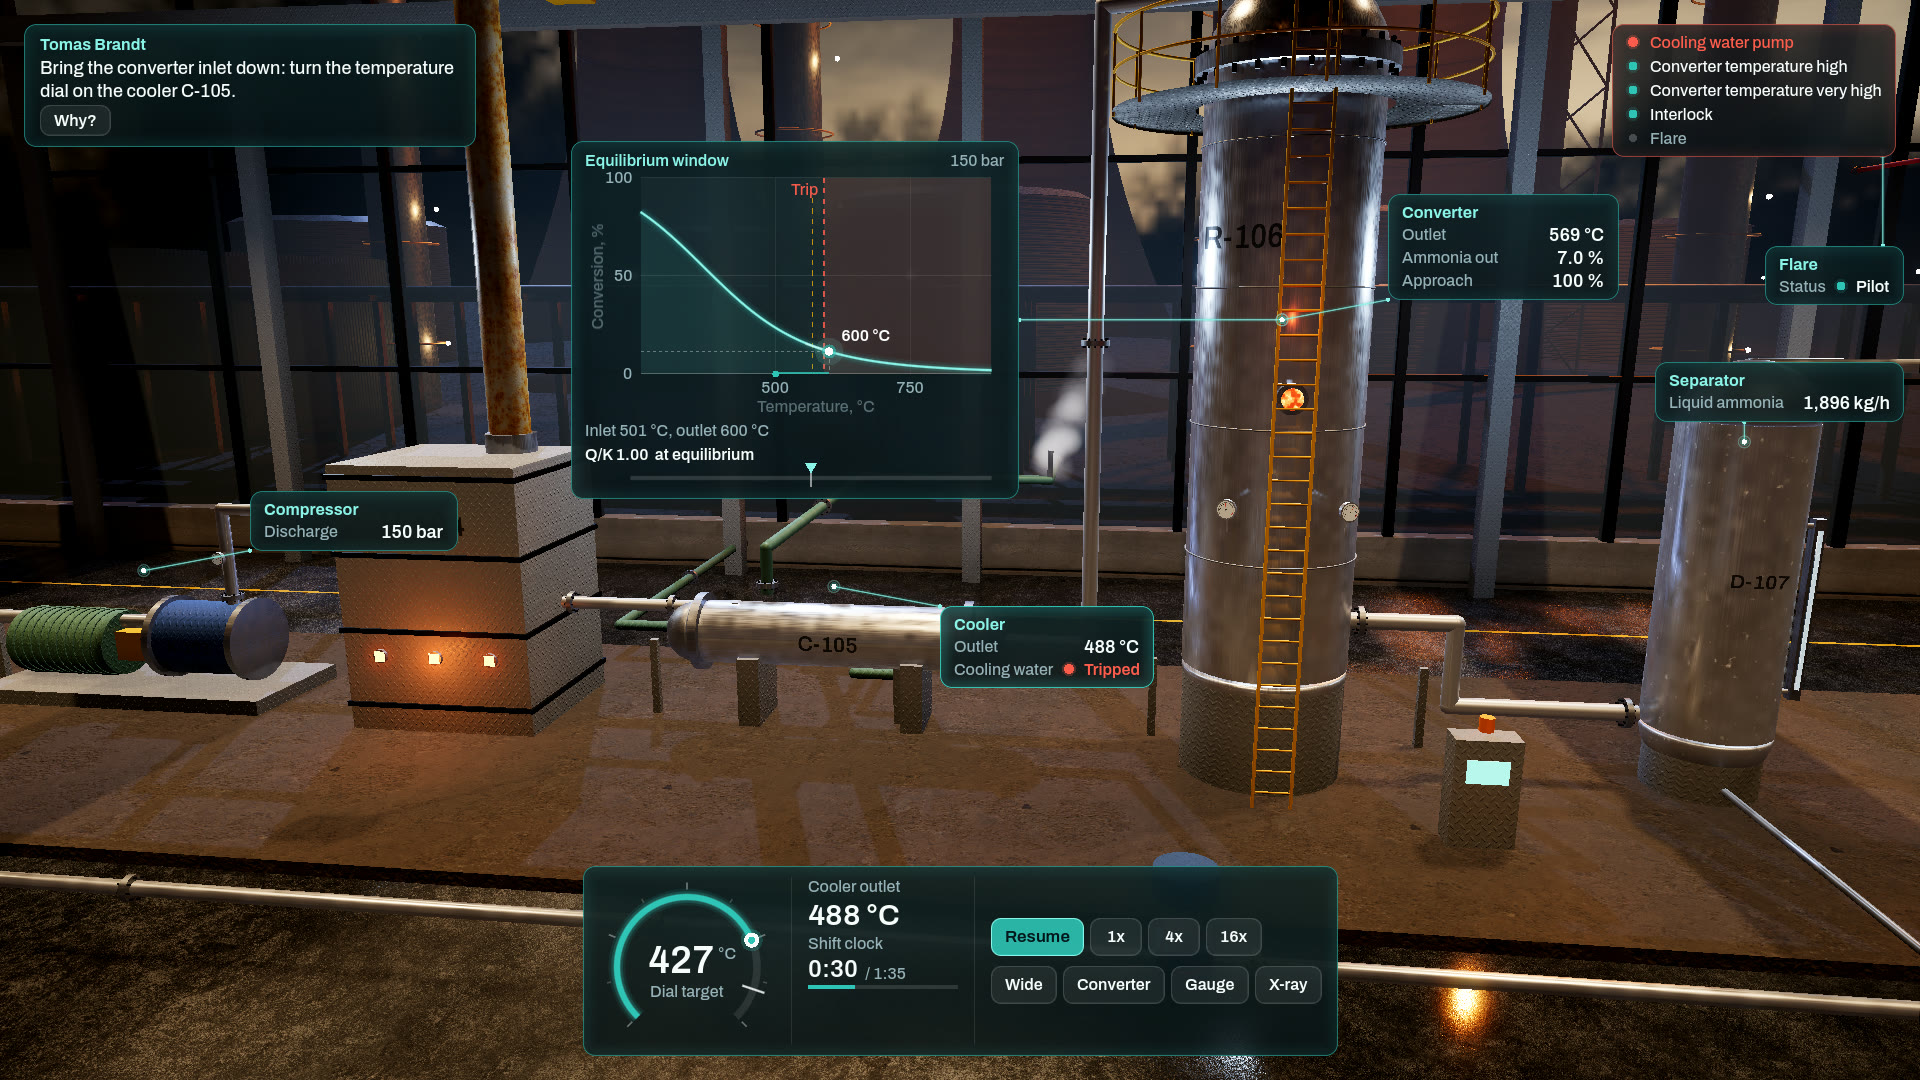 Tomas Brandt
Bring the converter inlet down: turn the temperature
dial on the cooler C-105.
Why?
Cooling water pump
Converter temperature high
Converter temperature very high
Interlock
Flare
Equilibrium window
150 bar
100
50
0
Conversion, %
Trip
600 °C
500
750
Temperature, °C
Inlet 501 °C, outlet 600 °C
Q/K 1.00 at equilibrium
R-106
Converter
Outlet 569 °C
Ammonia out 7.0 %
Approach 100 %
Flare
Status Pilot
Separator
Liquid ammonia 1,896 kg/h
Compressor
Discharge 150 bar
D-107
C-105
Cooler
Outlet 488 °C
Cooling water Tripped
427 °C
Dial target
Cooler outlet
488 °C
Shift clock
0:30 / 1:35
Resume
1x
4x
16x
Wide
Converter
Gauge
X-ray